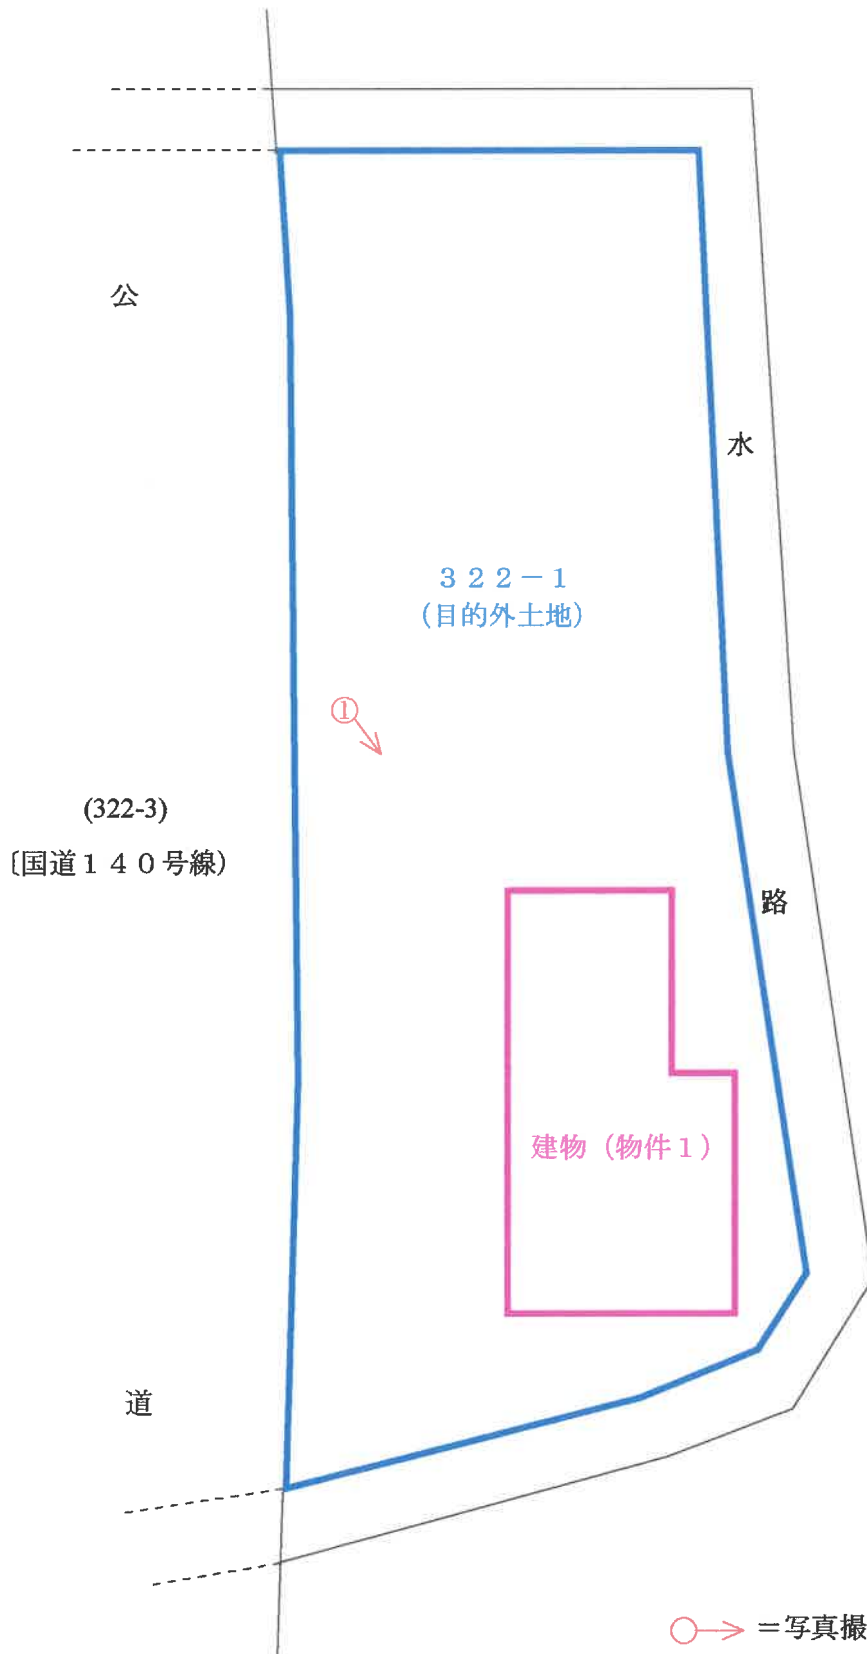 公
水
３２２－１
(目的外土地)
①
(322-3)
〔国道１４０号線)
路
建物（物件１）
道
＝写真撮